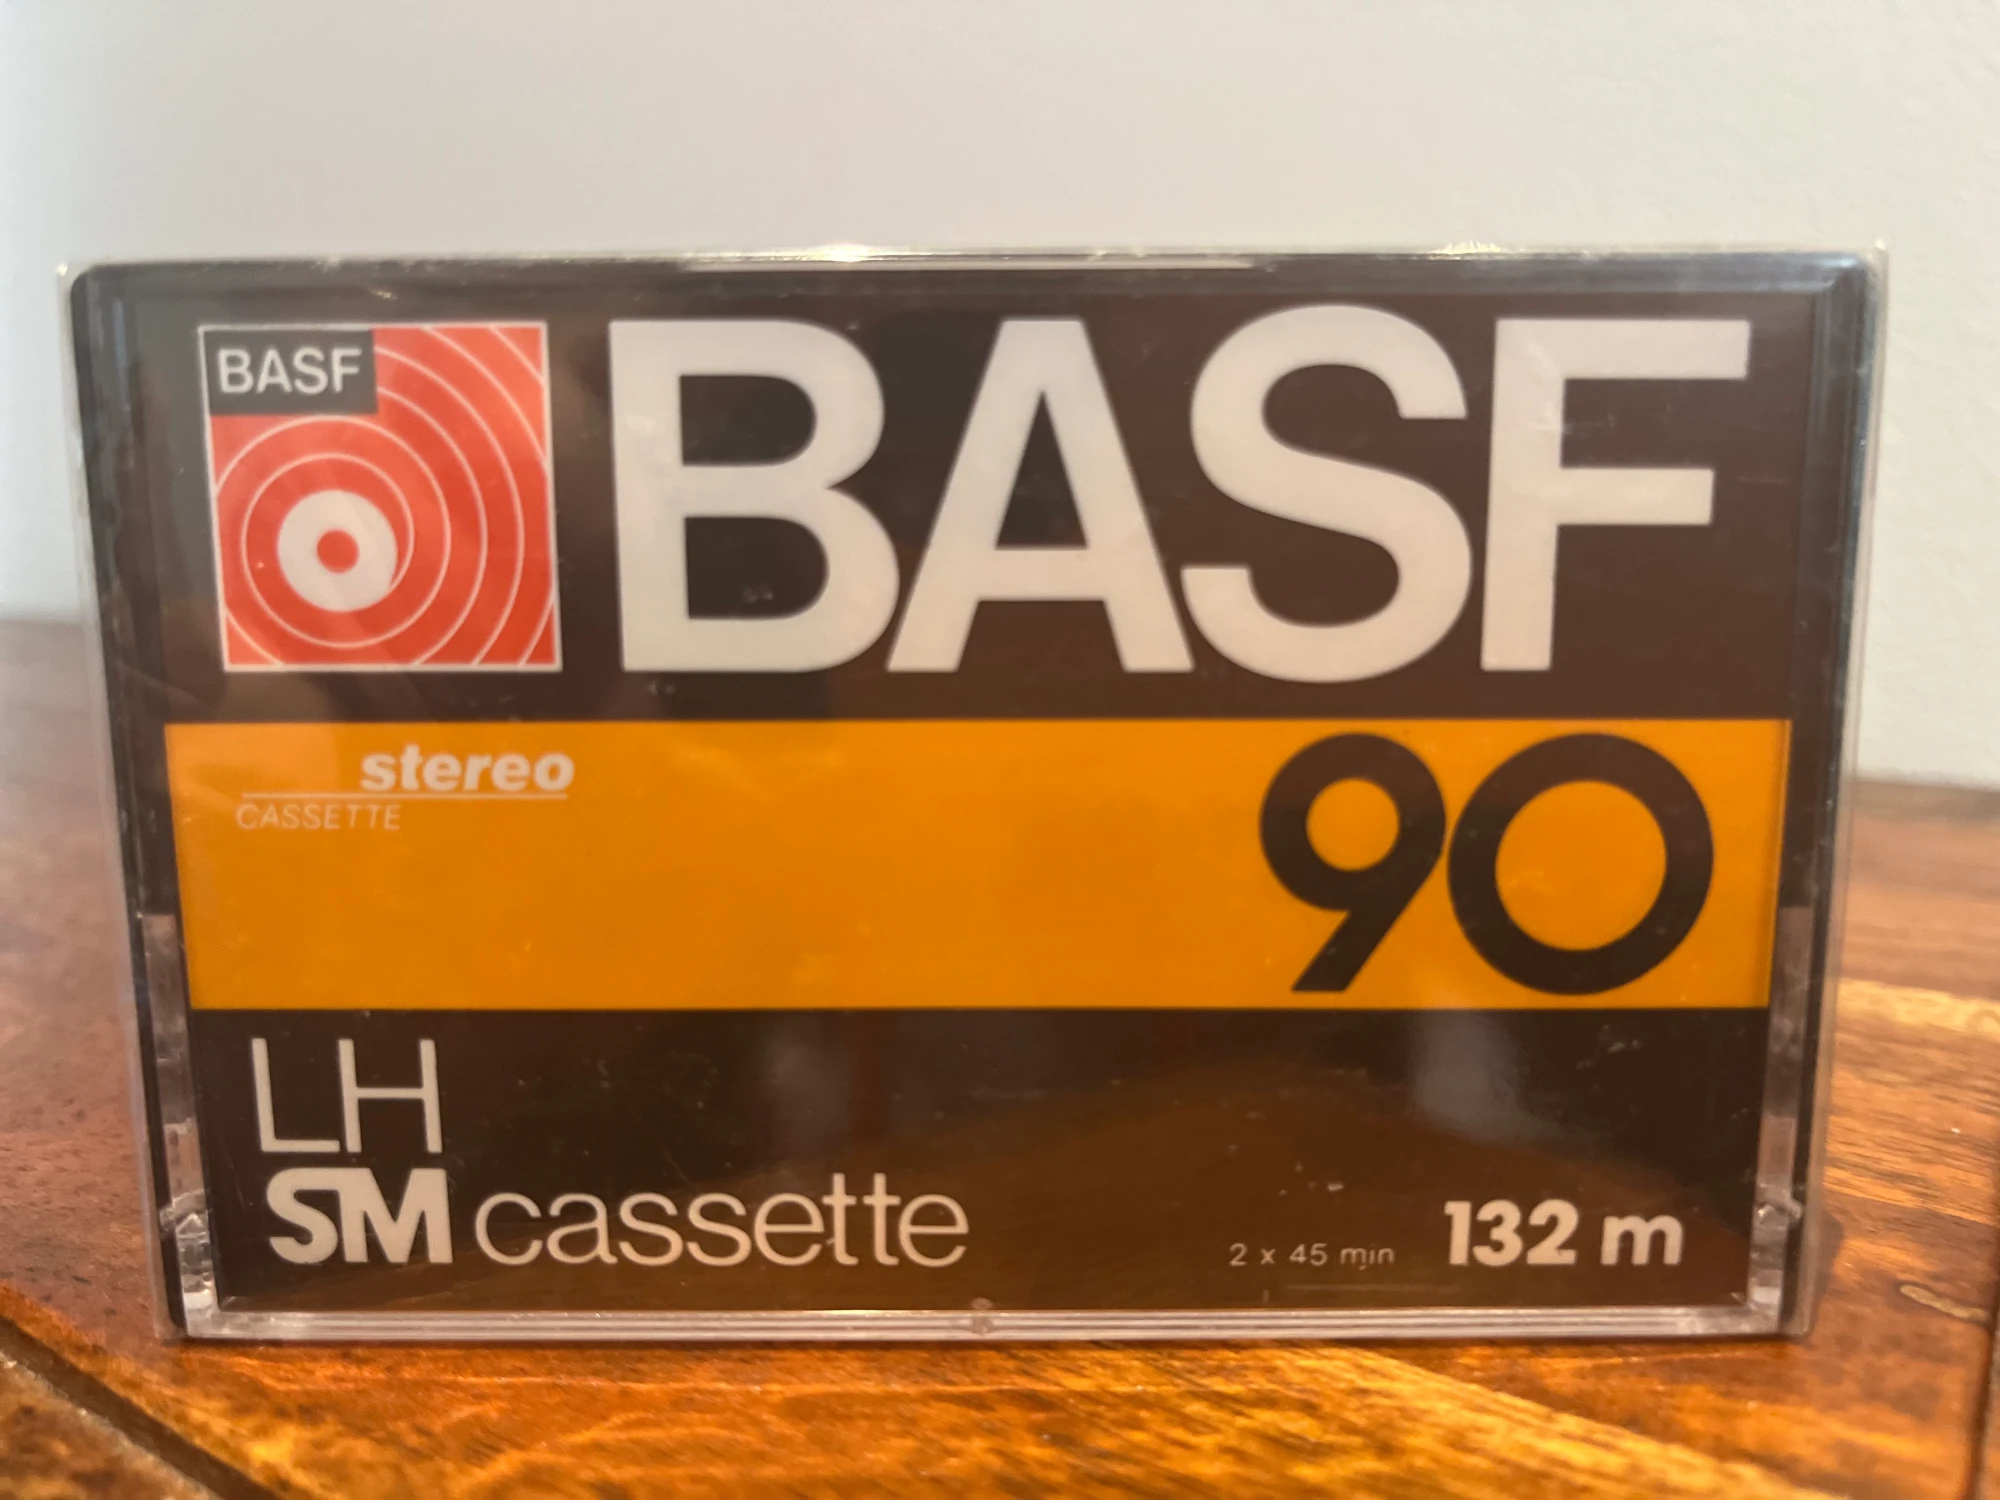 BASF
BASF
stereo
CASSETTE
90
LH
SM cassette
2 x 45 min 132 m